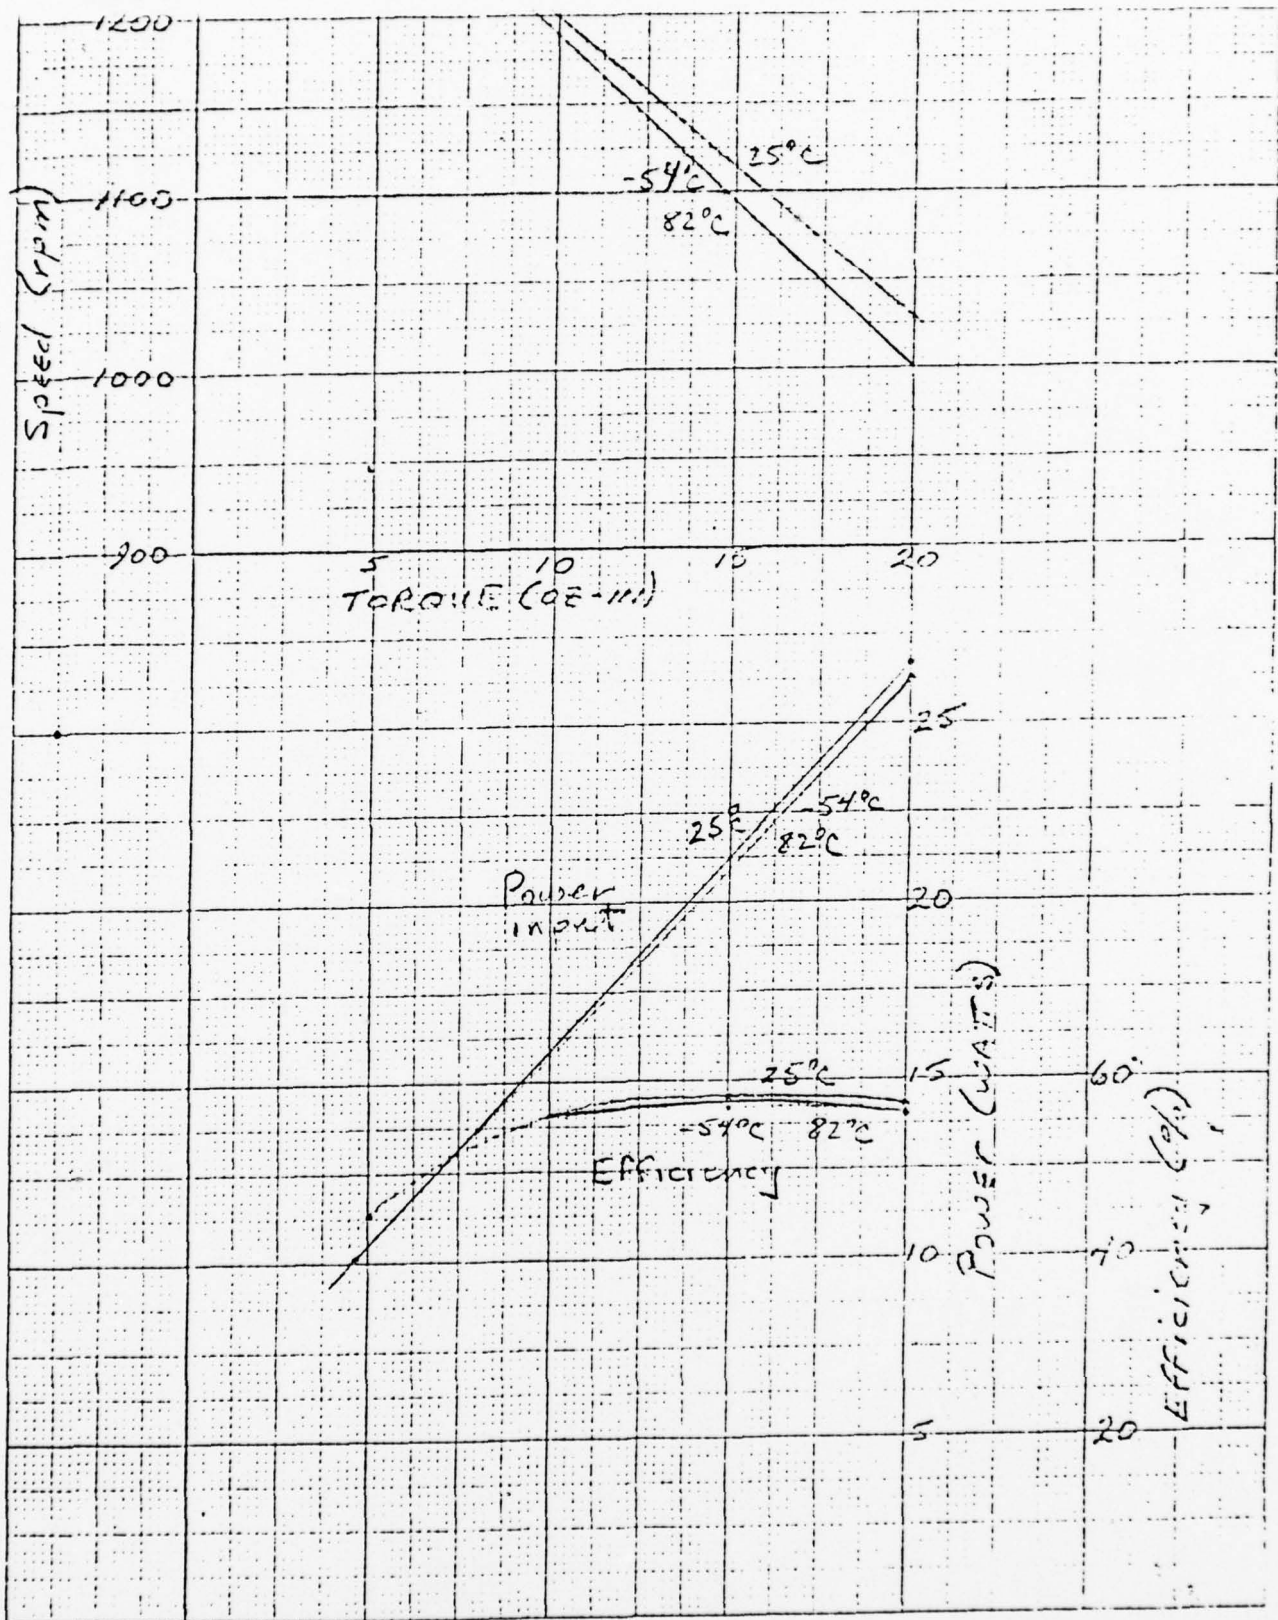 1200
25°C
-54°C
1100
82°C
Speed (rpm)
1000
900
5 10 15 20
TORQUE (OZ-IN)
25
25°C
-54°C
82°C
Power
input
20
Power (WATTS)
25°C
15
60
-54°C 82°C
Efficiency
Efficiency (%)
10
40
5
20